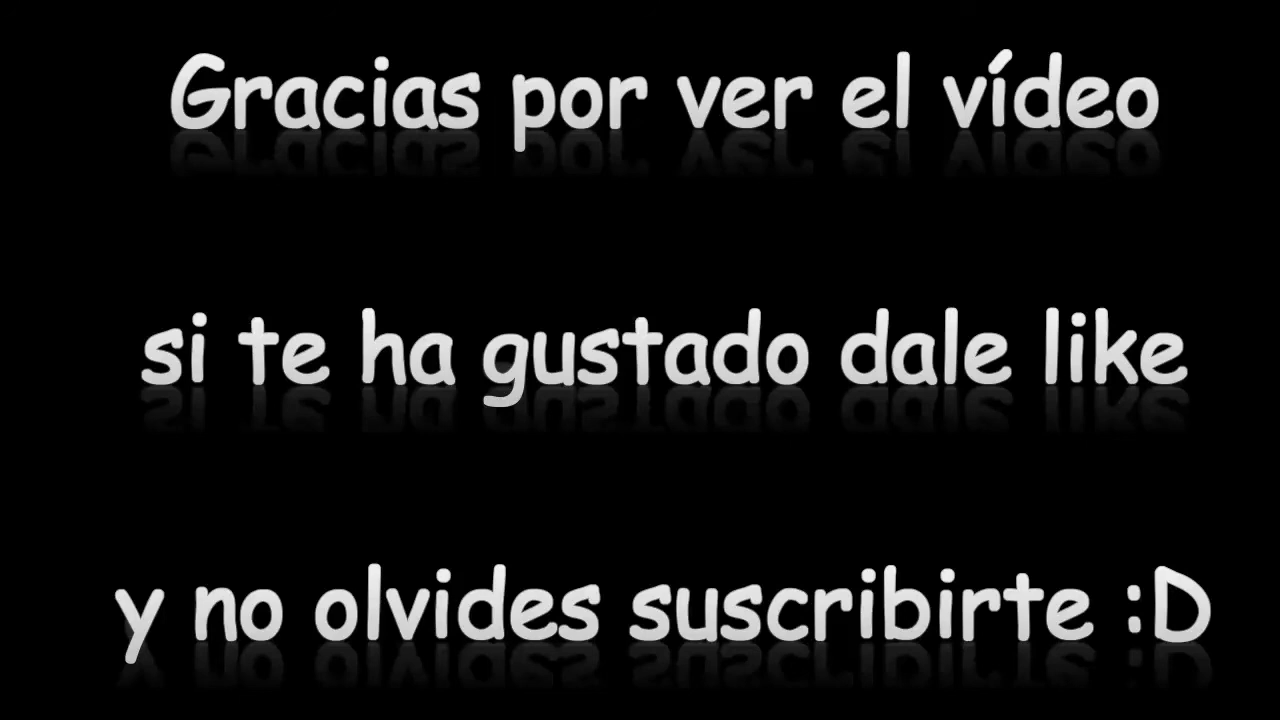 Gracias por ver el vídeo
si te ha gustado dale like
y no olvides suscribirte :D